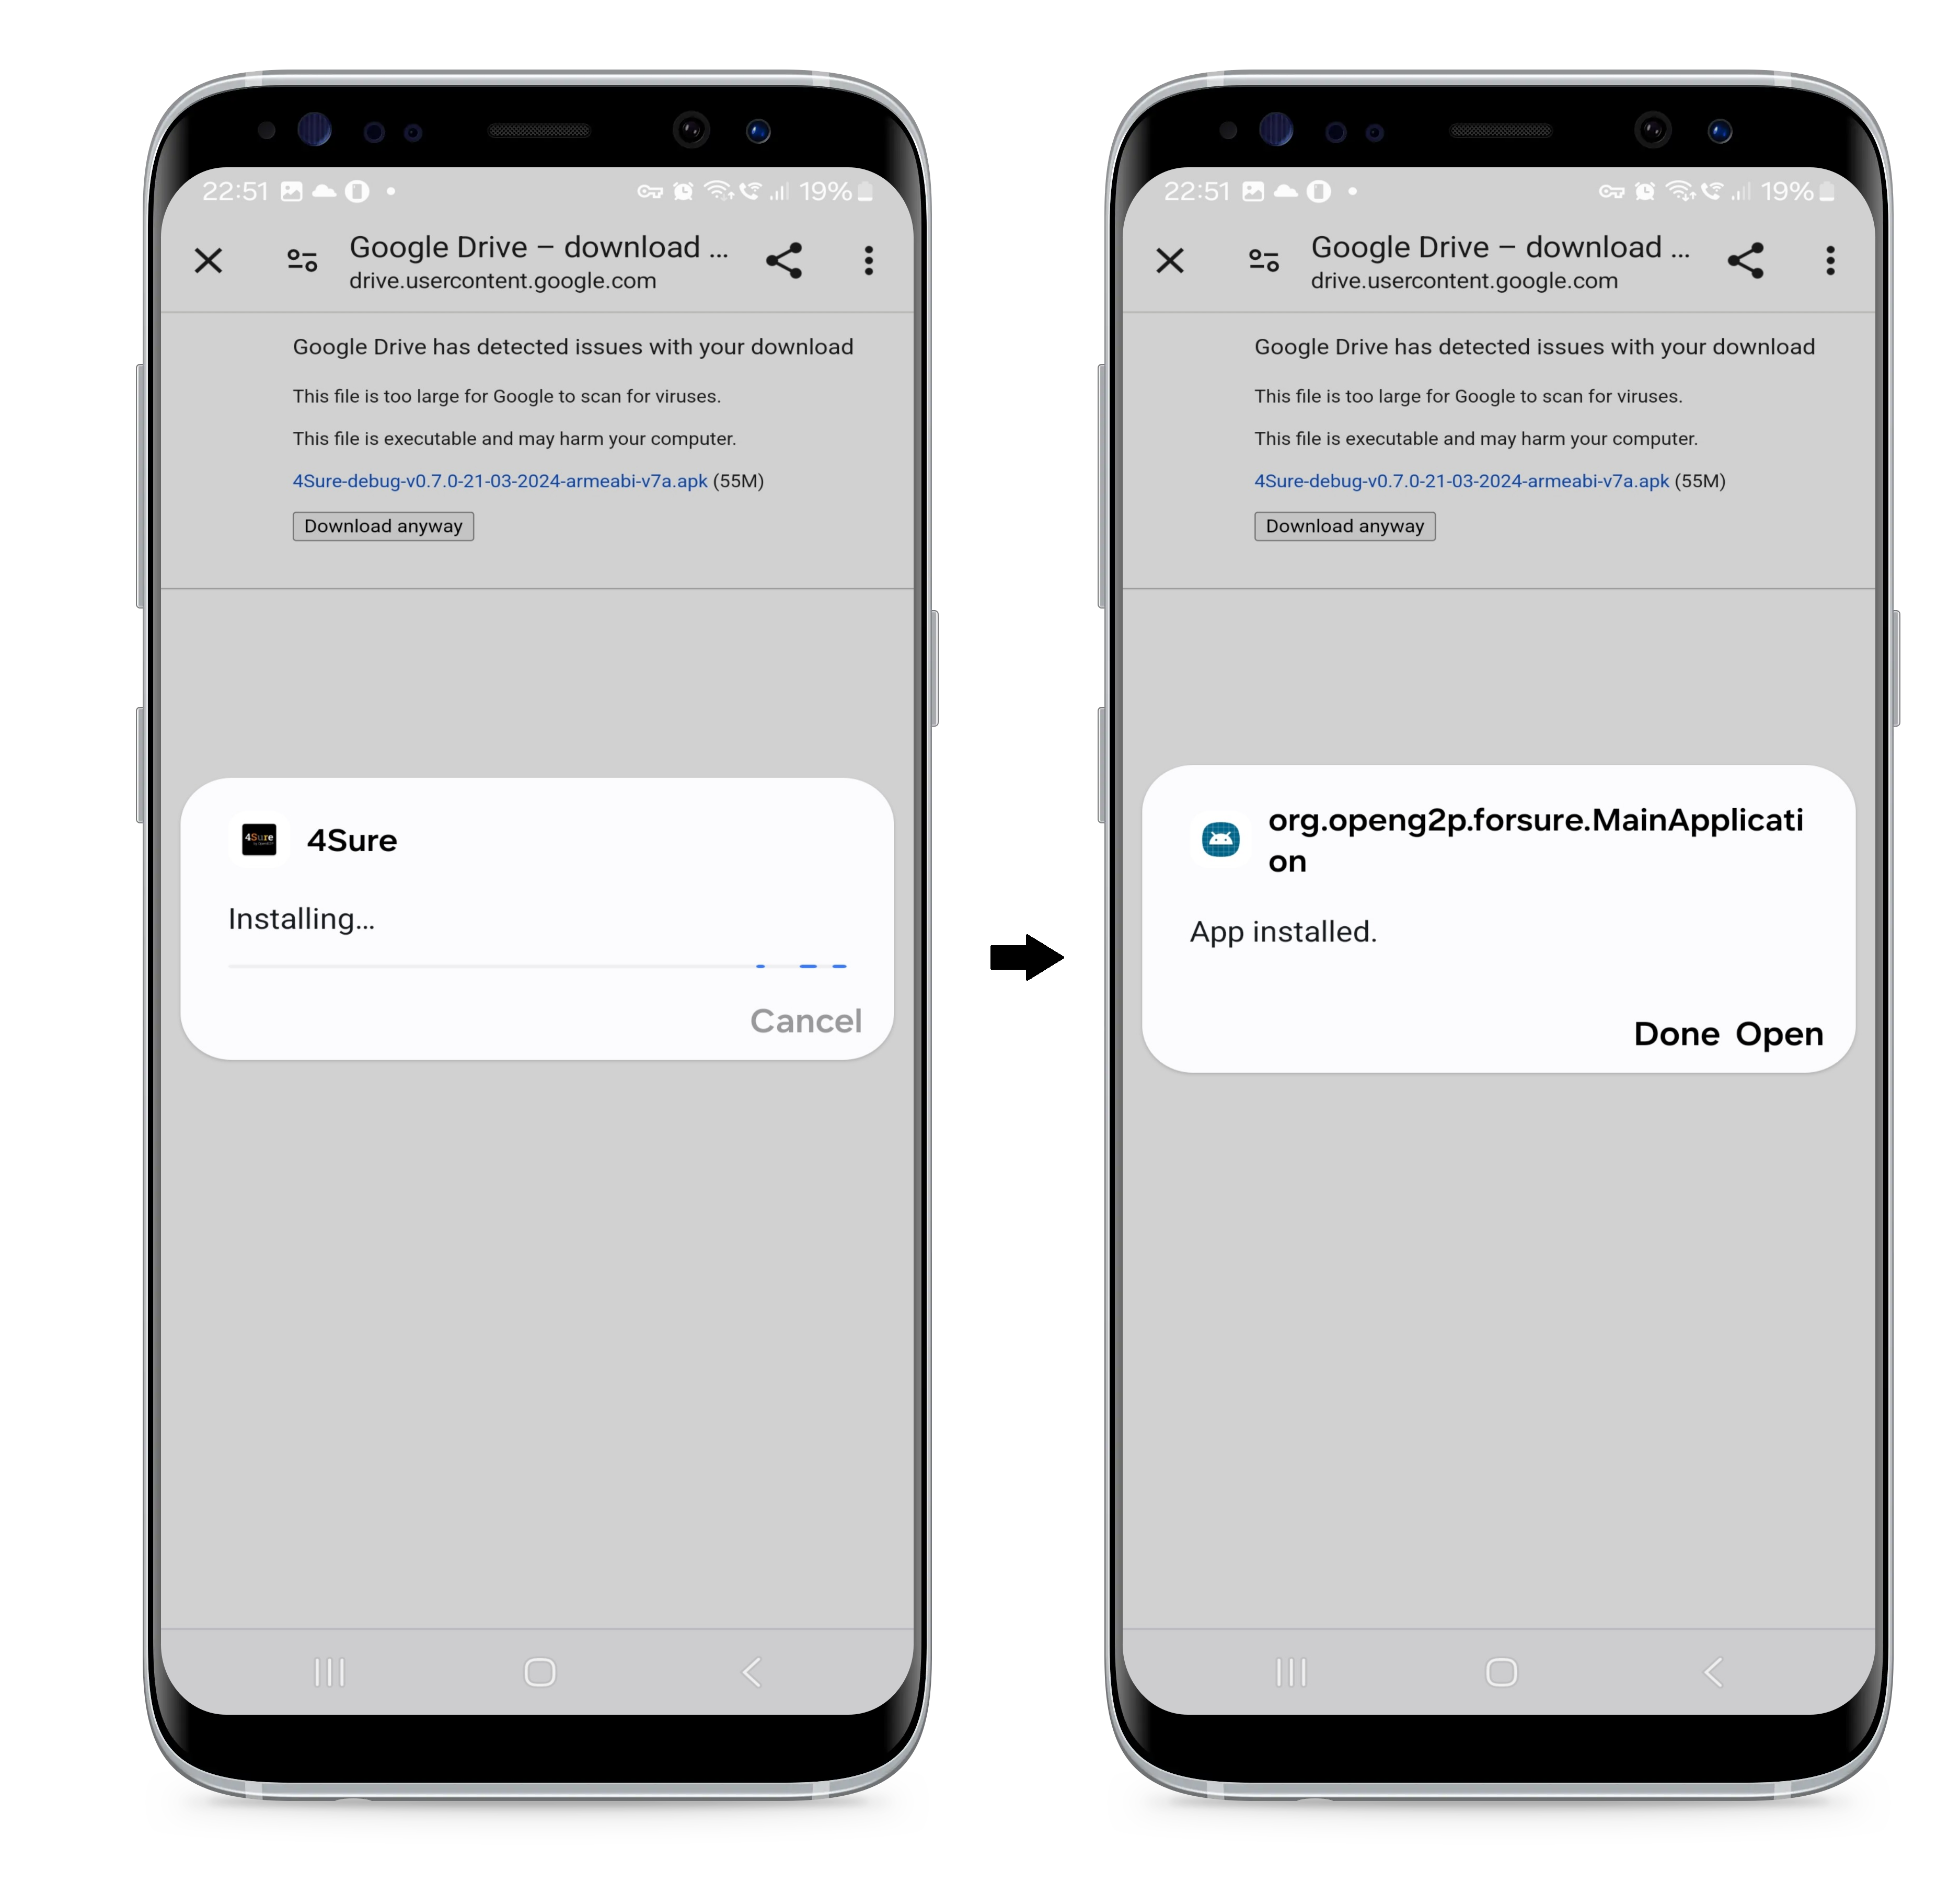 22:51
19%
Google Drive – download ...
drive.usercontent.google.com
Google Drive has detected issues with your download
This file is too large for Google to scan for viruses.
This file is executable and may harm your computer.
4Sure-debug-v0.7.0-21-03-2024-armeabi-v7a.apk (55M)
Download anyway
4Sure
4Sure
Installing...
Cancel
22:51
19%
Google Drive – download ...
drive.usercontent.google.com
Google Drive has detected issues with your download
This file is too large for Google to scan for viruses.
This file is executable and may harm your computer.
4Sure-debug-v0.7.0-21-03-2024-armeabi-v7a.apk (55M)
Download anyway
org.openg2p.forsure.MainApplicati
on
App installed.
Done Open